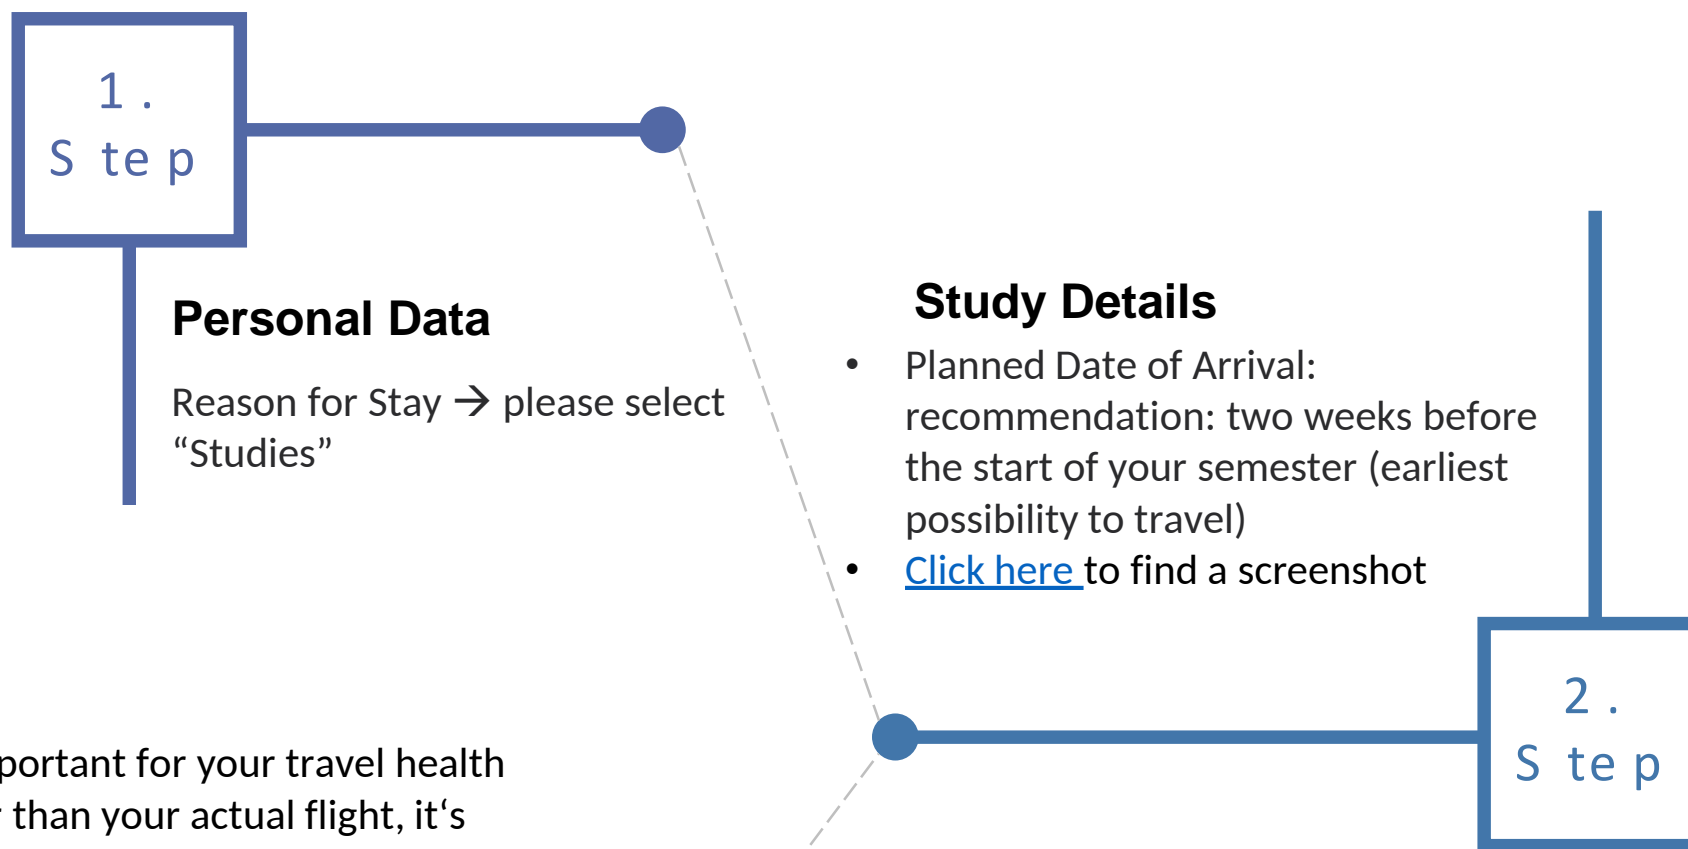 1.
Step
Personal Data
Reason for Stay → please select
“Studies”
Study Details
• Planned Date of Arrival:
recommendation: two weeks before
the start of your semester (earliest
possibility to travel)
• Click here to find a screenshot
2.
Step
for your travel health
than your actual flight, it‘s